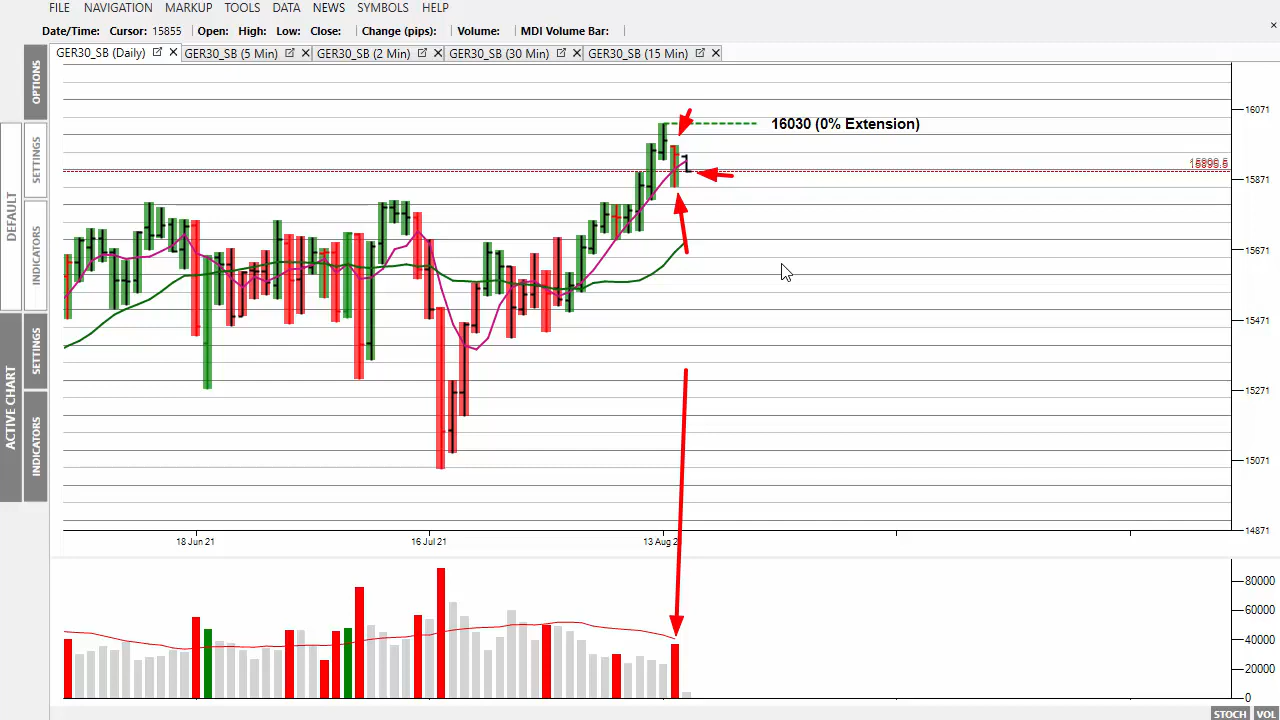 FILE NAVIGATION MARKUP TOOLS DATA NEWS SYMBOLS HELP
Date/Time: Cursor: 15855 Open: High: Low: Close: Change (pips): Volume: MDI Volume Bar:
GER30_SB (Daily) GER30_SB (5 Min) GER30_SB (2 Min) GER30_SB (30 Min) GER30_SB (15 Min)
OPTIONS
SETTINGS
DEFAULT
INDICATORS
SETTINGS
ACTIVE CHART
INDICATORS
16030 (0% Extension)
16071
15871
15671
15471
15271
15071
14871
18 Jun 21
16 Jul 21
13 Aug 2
80000
60000
40000
20000
0
STOCH VOL